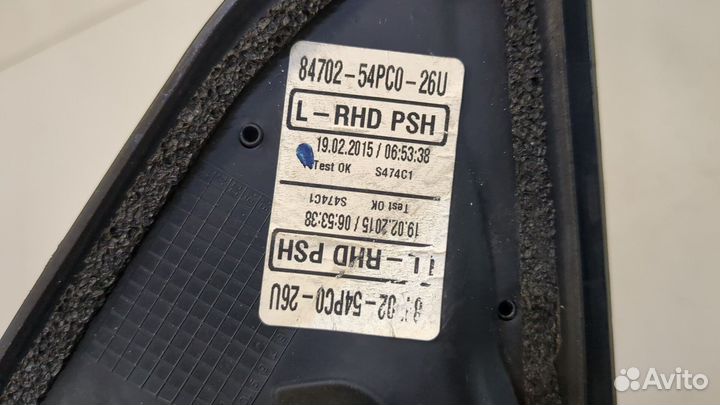 84702-54PC0-26U
L-RHD PSH
19.02.2015 / 06:53:38
Test OK S474C1
Test OK S474C1
19.02.2015 / 06:53:38
L-RHD PSH
02-54PC0-26U
Avito